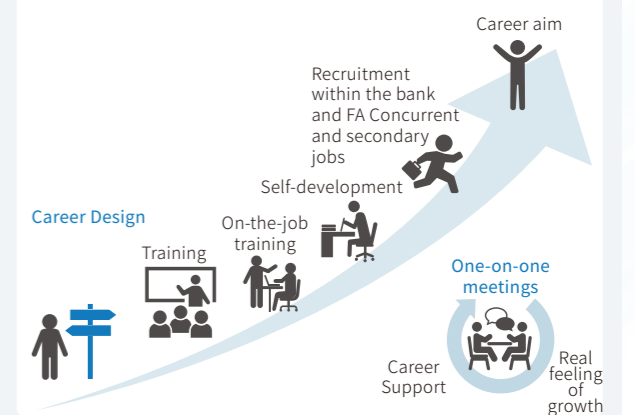 Career aim
Recruitment
within the bank
and FA Concurrent
and secondary
jobs
Self-development
Career Design
On-the-job
training
Training
One-on-one
meetings
Career
Support
Real
feeling
of
growth